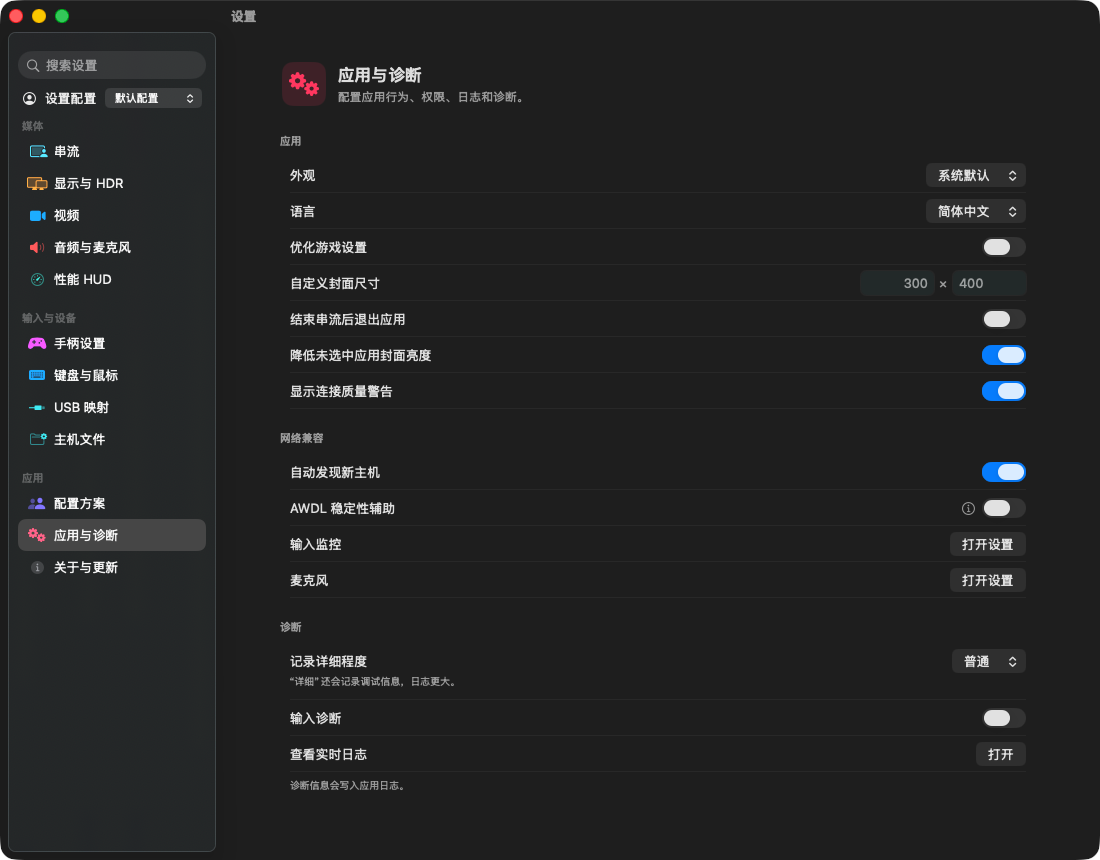 设置
搜索设置
设置配置 默认配置
媒体
串流
显示与 HDR
视频
音频与麦克风
性能 HUD
输入与设备
手柄设置
键盘与鼠标
USB 映射
主机文件
应用
配置方案
应用与诊断
关于与更新
应用与诊断
配置应用行为、权限、日志和诊断。
应用
外观 系统默认
语言 简体中文
优化游戏设置
自定义封面尺寸 300 × 400
结束串流后退出应用
降低未选中应用封面亮度
显示连接质量警告
网络兼容
自动发现新主机
AWDL 稳定性辅助
输入监控 打开设置
麦克风 打开设置
诊断
记录详细程度 普通
“详细” 还会记录调试信息，日志更大。
输入诊断
查看实时日志 打开
诊断信息会写入应用日志。